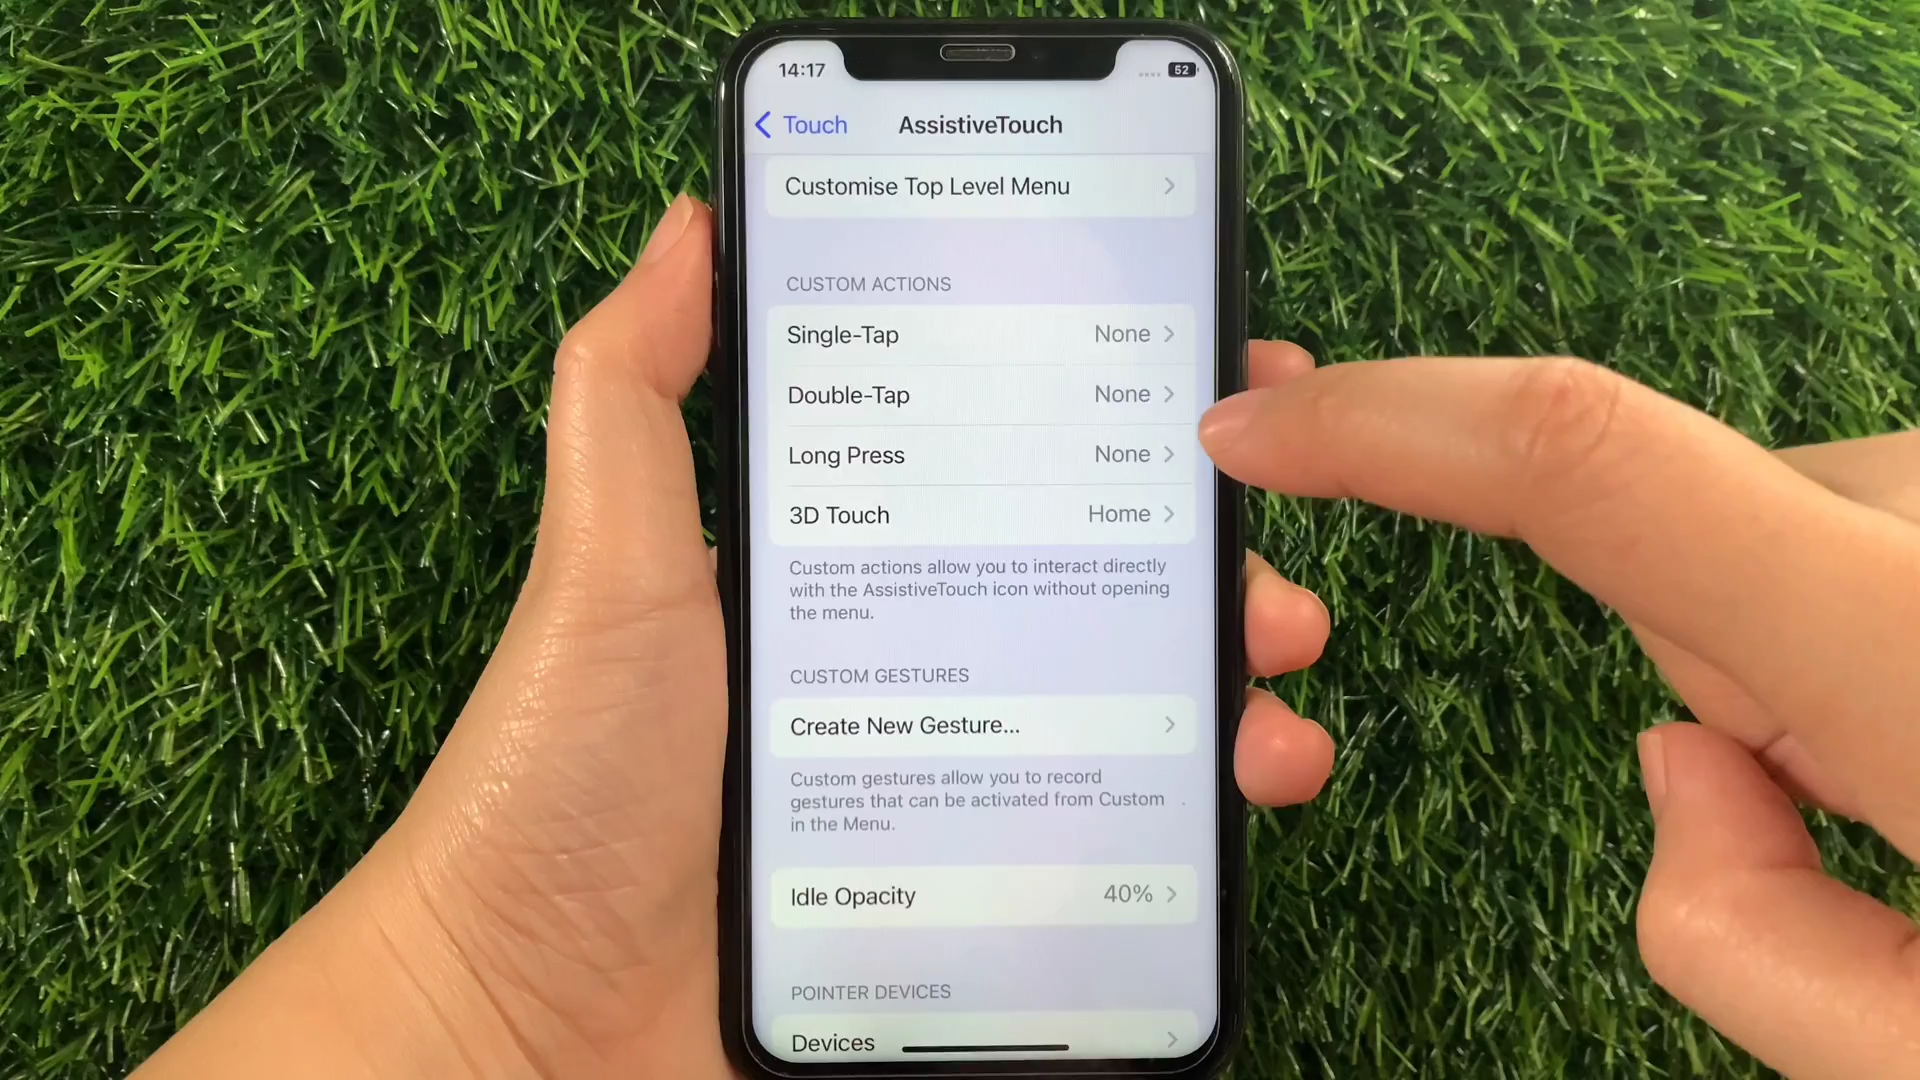 14:17
52
Touch
AssistiveTouch
Customise Top Level Menu
CUSTOM ACTIONS
Single-Tap None
Double-Tap None
Long Press None
3D Touch Home
Custom actions allow you to interact directly
with the AssistiveTouch icon without opening
the menu.
CUSTOM GESTURES
Create New Gesture...
Custom gestures allow you to record
gestures that can be activated from Custom
in the Menu.
Idle Opacity 40%
POINTER DEVICES
Devices